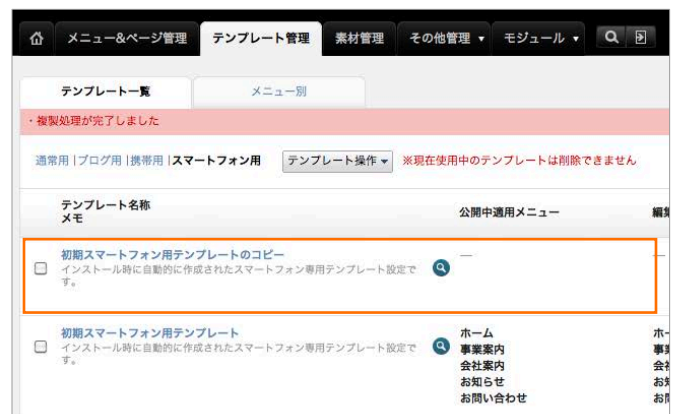 メニュー&ページ管理 テンプレート管理 素材管理 その他管理 ▼ モジュール ▼
テンプレート一覧 メニュー別
・複製処理が完了しました
通常用 | ブログ用 | 携帯用 | スマートフォン用 テンプレート操作 ▼ ※現在使用中のテンプレートは削除できません
テンプレート名称
メモ
公開中適用メニュー
初期スマートフォン用テンプレートのコピー
インストール時に自動的に作成されたスマートフォン専用テンプレート設定で
す。
—
—
初期スマートフォン用テンプレート
インストール時に自動的に作成されたスマートフォン専用テンプレート設定で
す。
ホーム
事業案内
会社案内
お知らせ
お問い合わせ